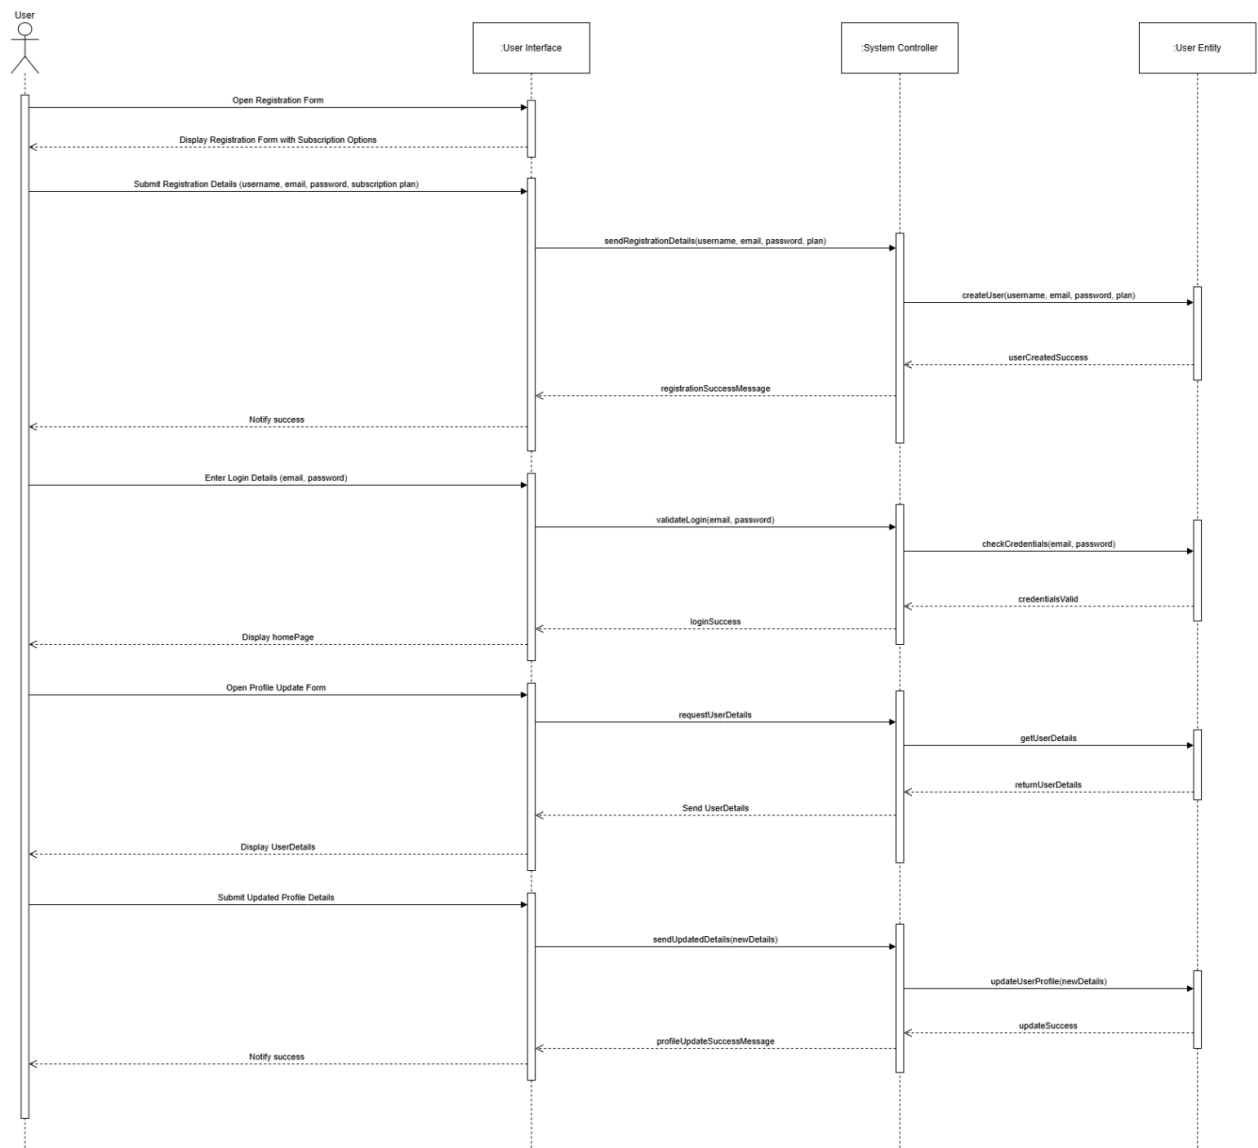 User
:User Interface
:System Controller
:User Entity
Open Registration Form
Display Registration Form with Subscription Options
Submit Registration Details (username, email, password, subscription plan)
sendRegistrationDetails(username, email, password, plan)
createUser(username, email, password, plan)
userCreatedSuccess
registrationSuccessMessage
Notify success
Enter Login Details (email, password)
validateLogin(email, password)
checkCredentials(email, password)
credentialsValid
loginSuccess
Display homePage
Open Profile Update Form
requestUserDetails
getUserDetails
returnUserDetails
Send UserDetails
Display UserDetails
Submit Updated Profile Details
sendUpdatedDetails(newDetails)
updateUserProfile(newDetails)
updateSuccess
profileUpdateSuccessMessage
Notify success